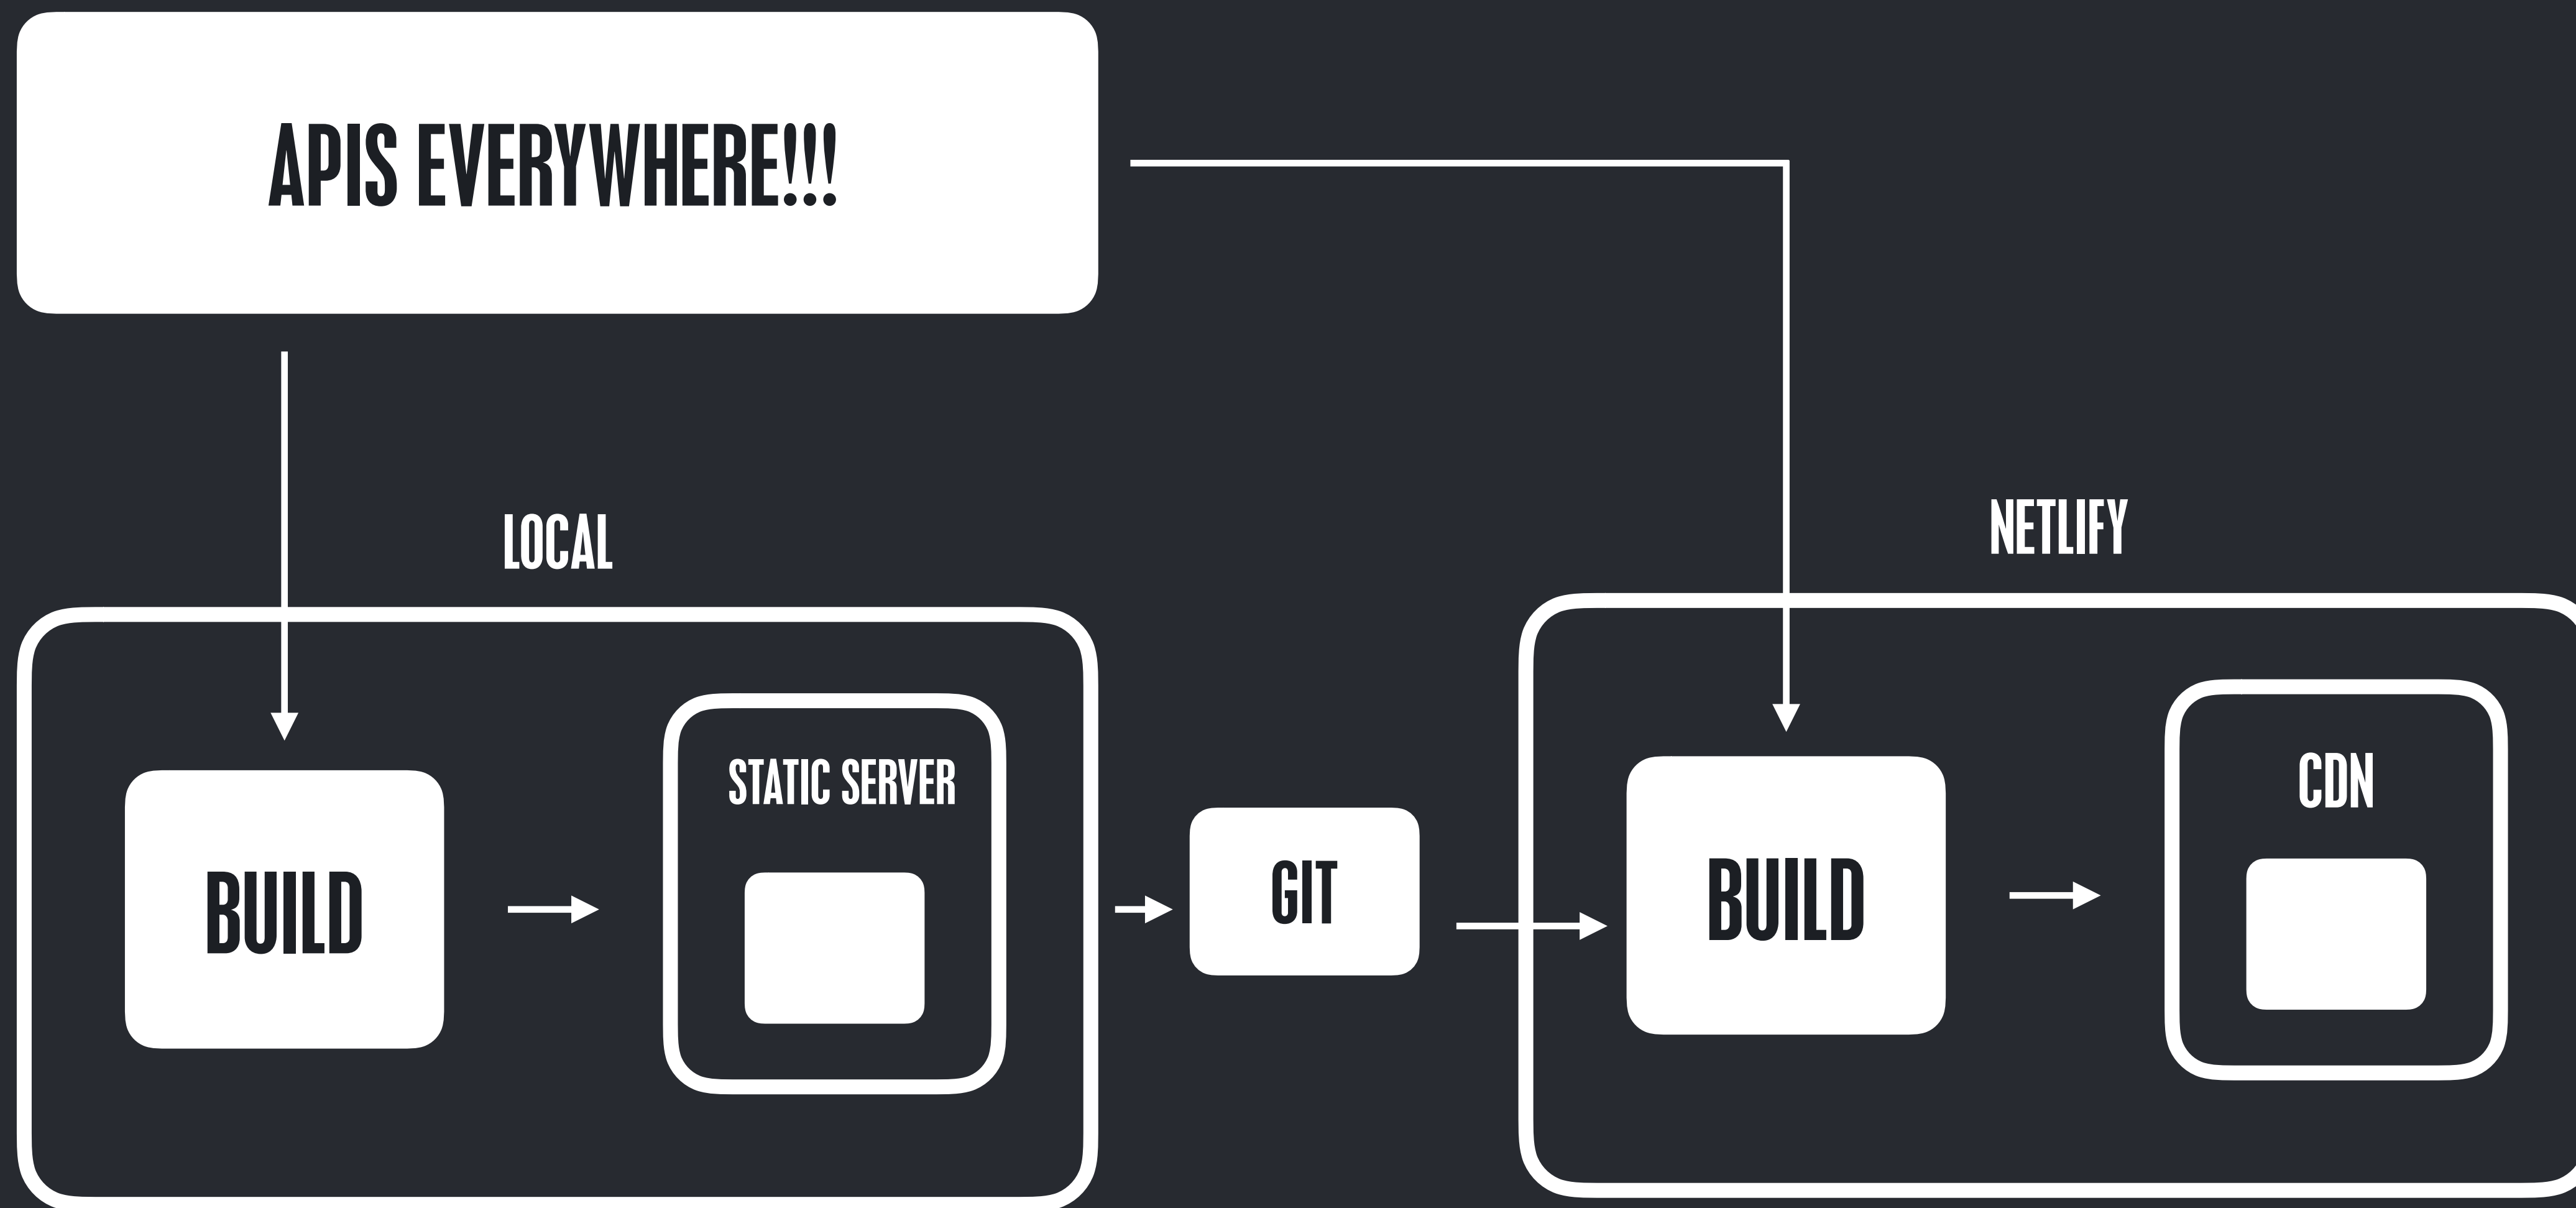 APIS EVERYWHERE!!!
LOCAL
NETLIFY
STATIC SERVER
CDN
BUILD
GIT
BUILD